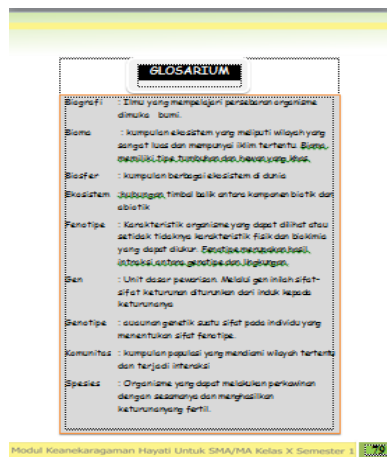 GLOSARIUM
Biografi : Ilmu yang mempelajari persebaran organisme
dimuka bumi.
Bioma : kumpulan ekosistem yang meliputi wilayah yang
sangat luas dan mempunyai iklim tertentu. Bioma
memiliki tipe tumbuhan dan hewan yang khas.
Biosfer : kumpulan berbagai ekosistem di dunia
Ekosistem :hubungan timbal balik antara komponen biotik dan
abiotik
Fenotipe : Karakteristik organisme yang dapat dilihat atau
setidak tidaknya karakteristik fisik dan biokimia
yang dapat diukur. Fenotipe merupakan hasil
intraksi antara genotipe dan lingkungan.
Gen : Unit dasar pewarisan. Melalui gen inilah sifat-
sifat keturunan diturunkan dari induk kepada
keturunanya
Genotipe : susunan genetik suatu sifat pada individu yang
menentukan sifat fenotipe.
Komunitas : kumpulan populasi yang mendiami wilayah tertentu
dan terjadi interaksi
Spesies : Organisme yang dapat melakukan perkawinan
dengan sesamanya dan menghasilkan
keturunanyang fertil.
Modul Keanekaragaman Hayati Untuk SMA/MA Kelas X Semester 1 79